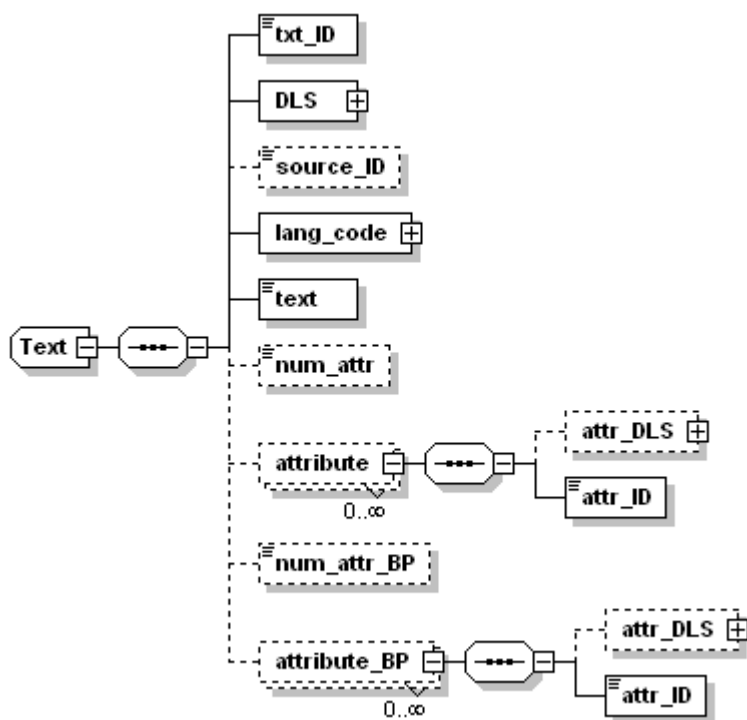 txt_ID
DLS
source_ID
lang_code
text
Text
num_attr
attribute
0..∞
attr_DLS
attr_ID
num_attr_BP
attribute_BP
0..∞
attr_DLS
attr_ID